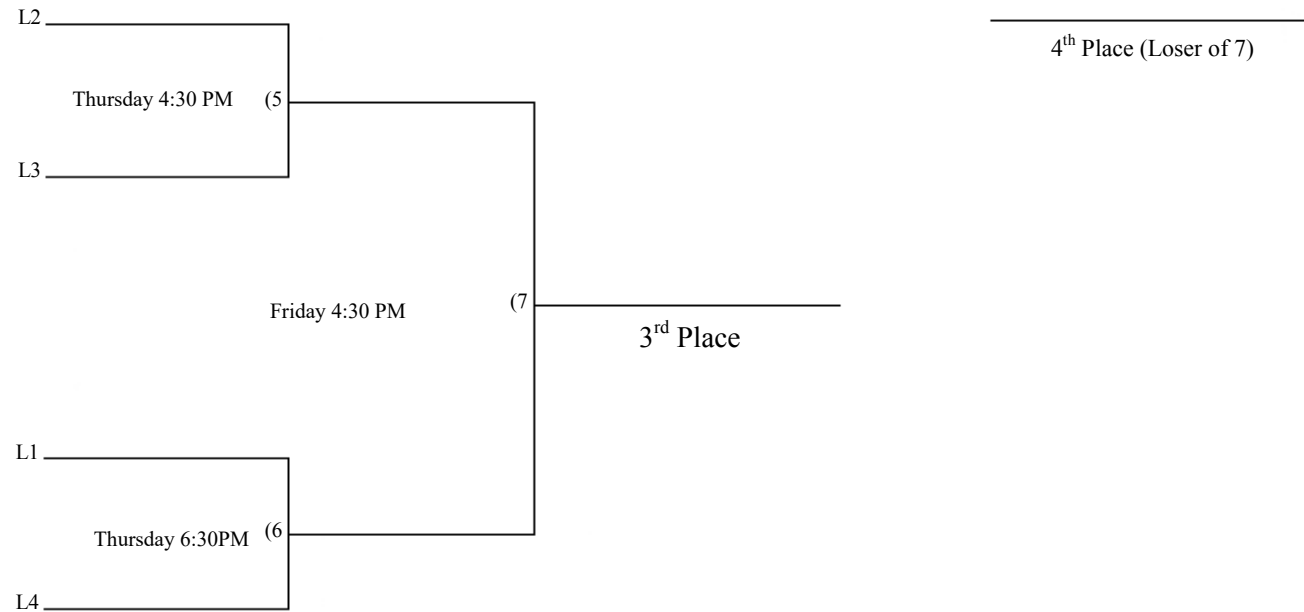 L2
4th Place (Loser of 7)
Thursday 4:30 PM (5
L3
Friday 4:30 PM (7
3rd Place
L1
Thursday 6:30PM (6
L4